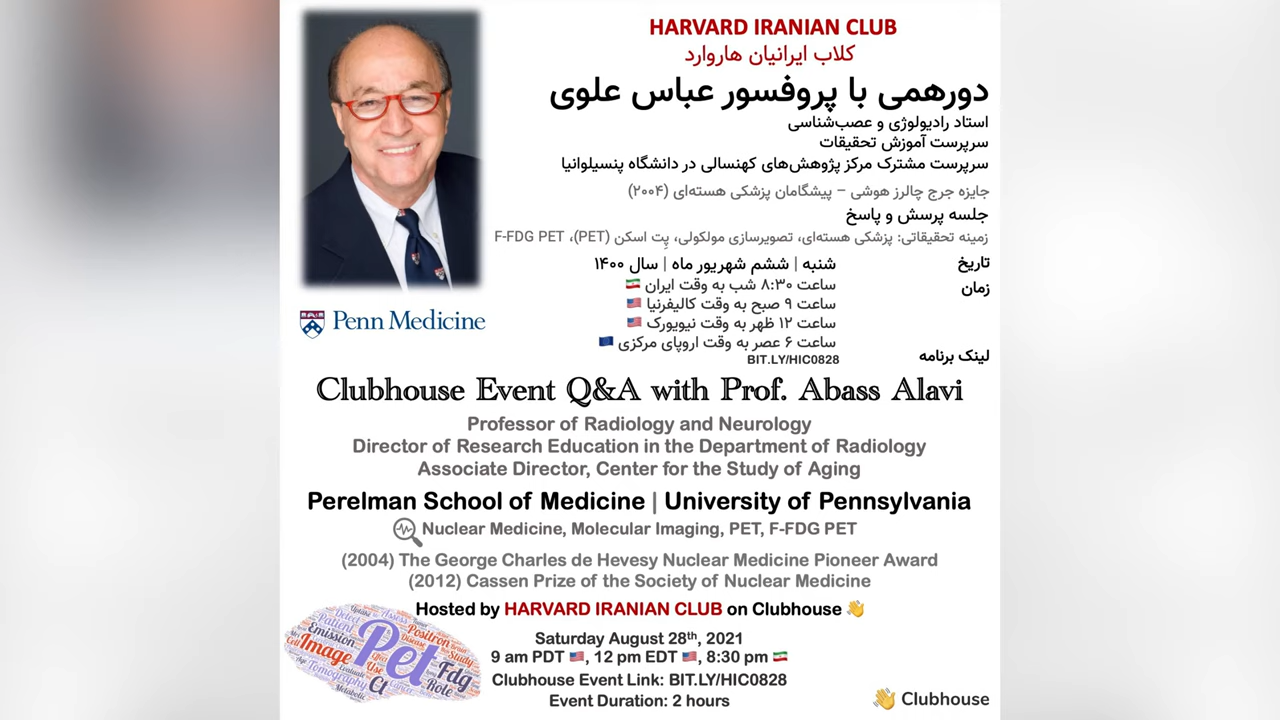 HARVARD IRANIAN CLUB
کلاب ایرانیان هاروارد
دورهمی با پروفسور عباس علوی
استاد رادیولوژی و عصب‌شناسی
سرپرست آموزش تحقیقات
سرپرست مشترک مرکز پژوهش‌های کهنسالی در دانشگاه پنسیلوانیا
جایزه جرج چالرز هوشی – پیشگامان پزشکی هسته‌ای (۲۰۰۴)
جلسه پرسش و پاسخ
زمینه تحقیقاتی: پزشکی هسته‌ای، تصویرسازی مولکولی، پِت اسکن (PET)، F-FDG PET
تاریخ شنبه | ششم شهریور ماه | سال ۱۴۰۰
زمان ساعت ۸:۳۰ شب به وقت ایران 🇮🇷
ساعت ۹ صبح به وقت کالیفرنیا 🇺🇸
ساعت ۱۲ ظهر به وقت نیویورک 🇺🇸
ساعت ۶ عصر به وقت اروپای مرکزی 🇪🇺
لینک برنامه BIT.LY/HIC0828
Penn Medicine
Clubhouse Event Q&A with Prof. Abass Alavi
Professor of Radiology and Neurology
Director of Research Education in the Department of Radiology
Associate Director, Center for the Study of Aging
Perelman School of Medicine | University of Pennsylvania
Nuclear Medicine, Molecular Imaging, PET, F-FDG PET
(2004) The George Charles de Hevesy Nuclear Medicine Pioneer Award
(2012) Cassen Prize of the Society of Nuclear Medicine
Hosted by HARVARD IRANIAN CLUB on Clubhouse 👋
Saturday August 28th, 2021
9 am PDT 🇺🇸, 12 pm EDT 🇺🇸, 8:30 pm 🇮🇷
Clubhouse Event Link: BIT.LY/HIC0828
Event Duration: 2 hours
Detect
Patient
Emission
Image
Tomography
Metabolic
Pet
Ct
Use
Assess
Positron
Study
Fdg
Role
👋 Clubhouse